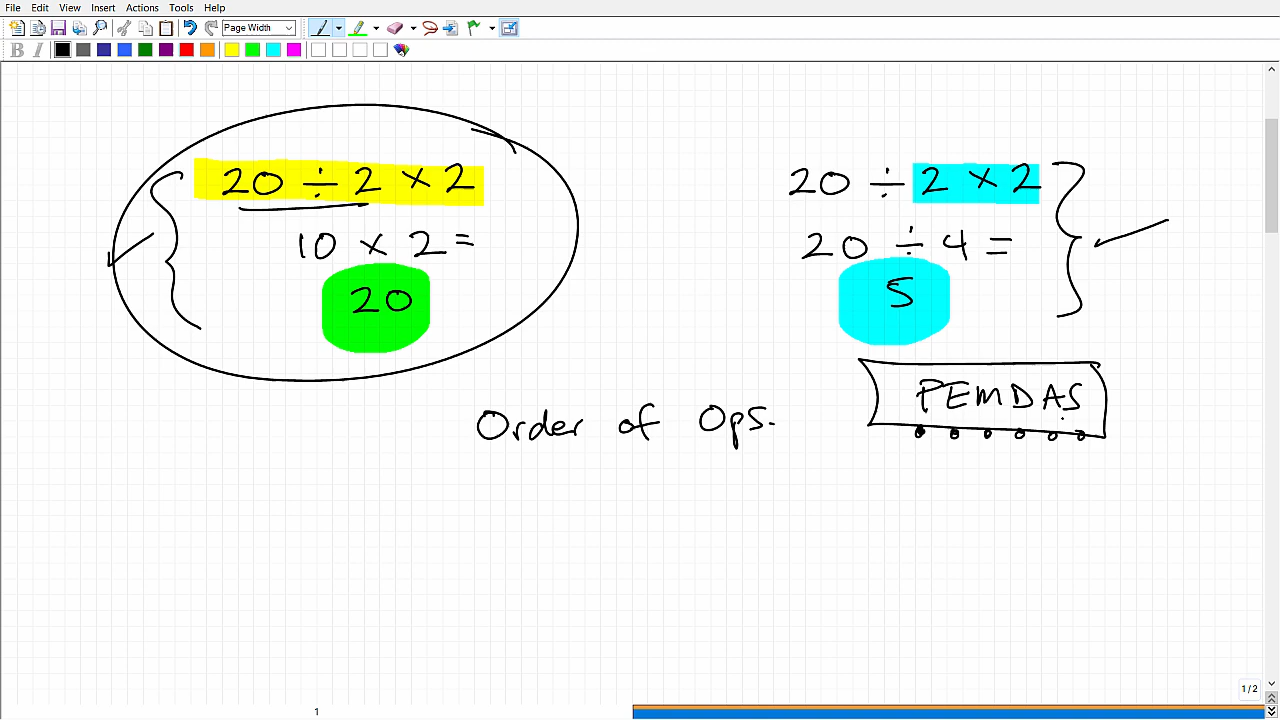 File Edit View Insert Actions Tools Help
Page Width
B I
20 ÷ 2 × 2
10 × 2 =
20
20 ÷ 2 × 2
20 ÷ 4 =
5
PEMDAS
Order of Ops.
1/2
1